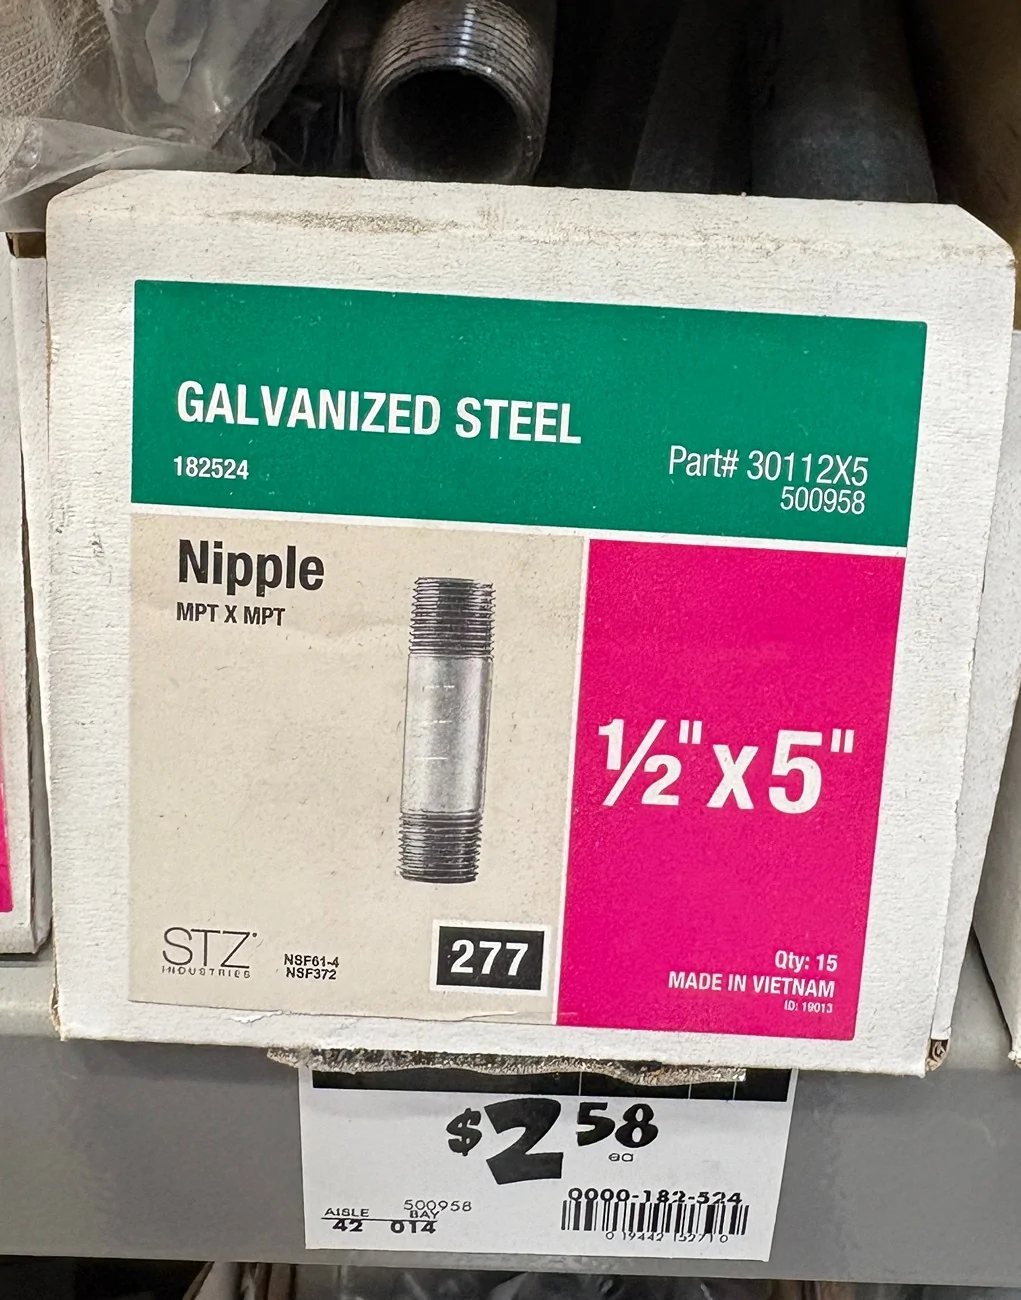 GALVANIZED STEEL
182524
Part# 30112X5
500958
Nipple
MPT X MPT
½" x 5"
STZ
INDUSTRIES
NSF61-4
NSF372
277
Qty: 15
MADE IN VIETNAM
ID: 19013
$2 58
ea
500958
AISLE BAY
42 014
0000-182-524